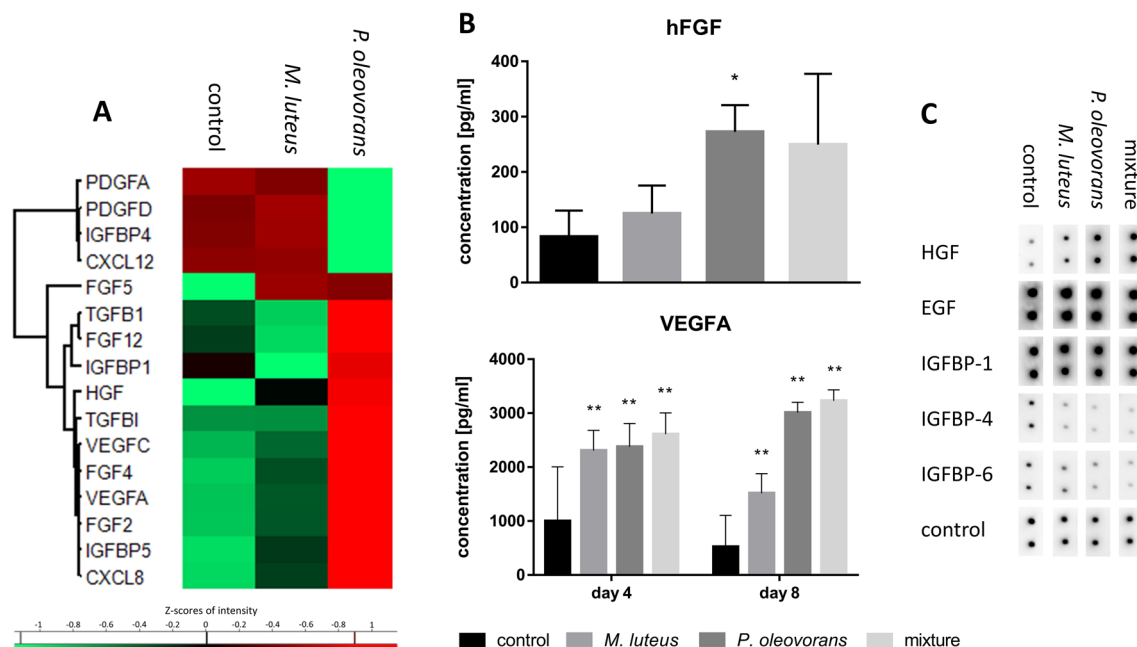 A
control
M. luteus
P. oleovorans
PDGFA
PDGFD
IGFBP4
CXCL12
FGF5
TGFB1
FGF12
IGFBP1
HGF
TGFBI
VEGFC
FGF4
VEGFA
FGF2
IGFBP5
CXCL8
Z-scores of intensity
-1 -0.8 -0.6 -0.4 -0.2 0 0.2 0.4 0.6 0.8 1
B
hFGF
concentration [pg/ml]
400
300
200
100
0
*
VEGFA
concentration [pg/ml]
4000
3000
2000
1000
0
** ** ** ** ** **
day 4 day 8
control M. luteus P. oleovorans mixture
C
control
M. luteus
P. oleovorans
mixture
HGF
EGF
IGFBP-1
IGFBP-4
IGFBP-6
control